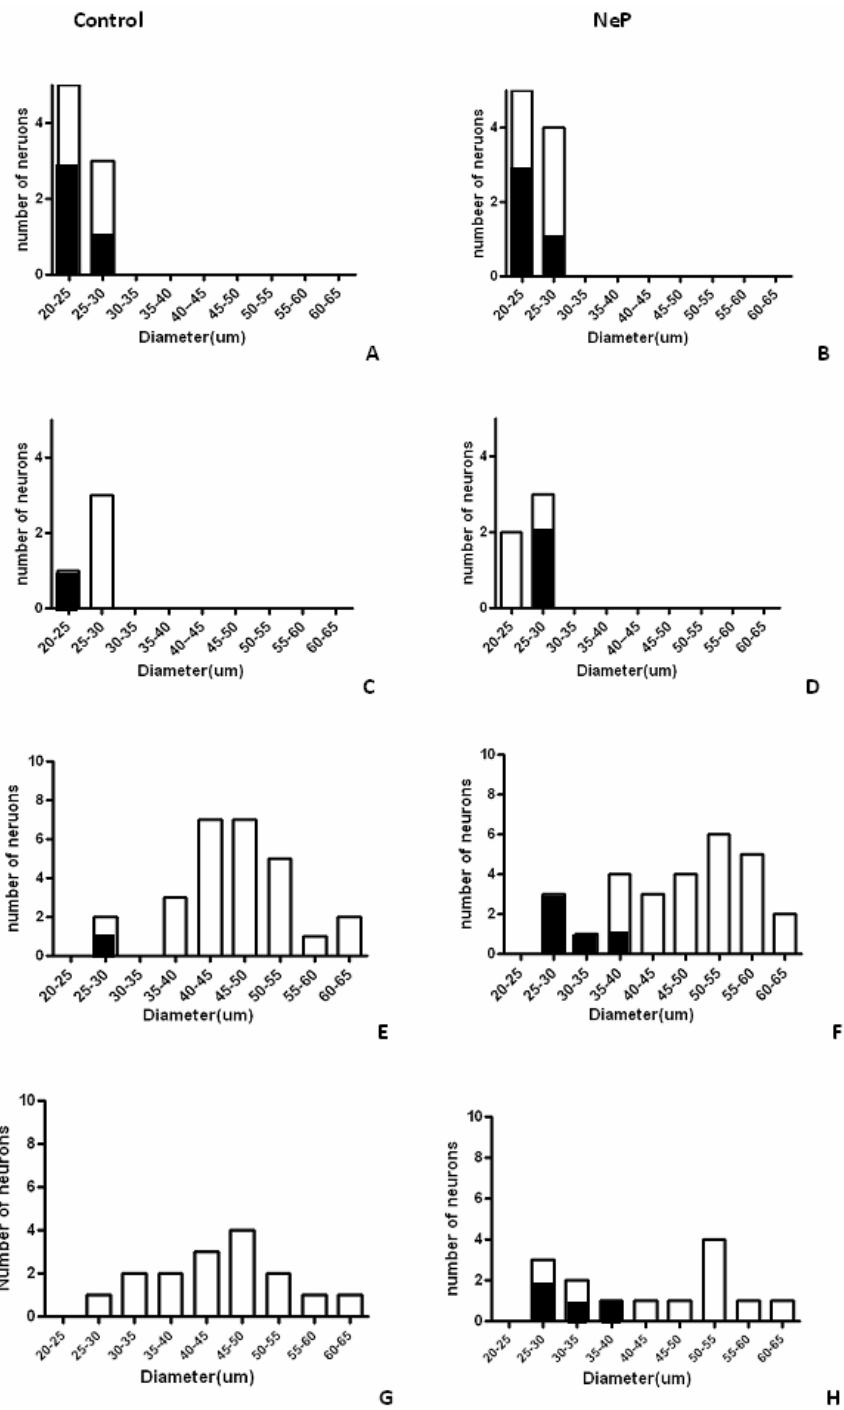 Control
NeP
number of neruons
4
2
0
20-25 25-30 30-35 35-40 40–45 45-50 50-55 55-60 60-65
Diameter(um)
A
numbeer of neruons
4
2
0
20-25 25-30 30-35 35-40 40–45 45-50 50-55 55-60 60-65
Diameter(um)
B
number of neurons
4
2
0
20-25 25-30 30-35 35-40 40–45 45-50 50-55 55-60 60-65
Diameter(um)
C
number of neurons
4
2
0
20-25 25-30 30-35 35-40 40–45 45-50 50-55 55-60 60-65
Diameter(um)
D
number of neruons
10
8
6
4
2
0
20-25 25-30 30-35 35-40 40-45 45-50 50-55 55-60 60-65
Diameter(um)
E
number of neurons
10
8
6
4
2
0
20-25 25-30 30-35 35-40 40-45 45-50 50-55 55-60 60-65
Diameter(um)
F
Number of neurons
10
8
6
4
2
0
20-25 25-30 30-35 35-40 40-45 45-50 50-55 55-60 60-65
Diameter(um)
G
number of neurons
10
8
6
4
2
0
20-25 25-30 30-35 35-40 40-45 45-50 50-55 55-60 60-65
Diameter(um)
H